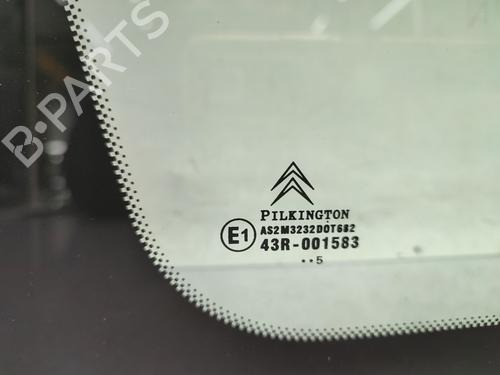 B-PARTS
PILKINGTON
AS2M3232DOT682
E1
43R-001583
..5